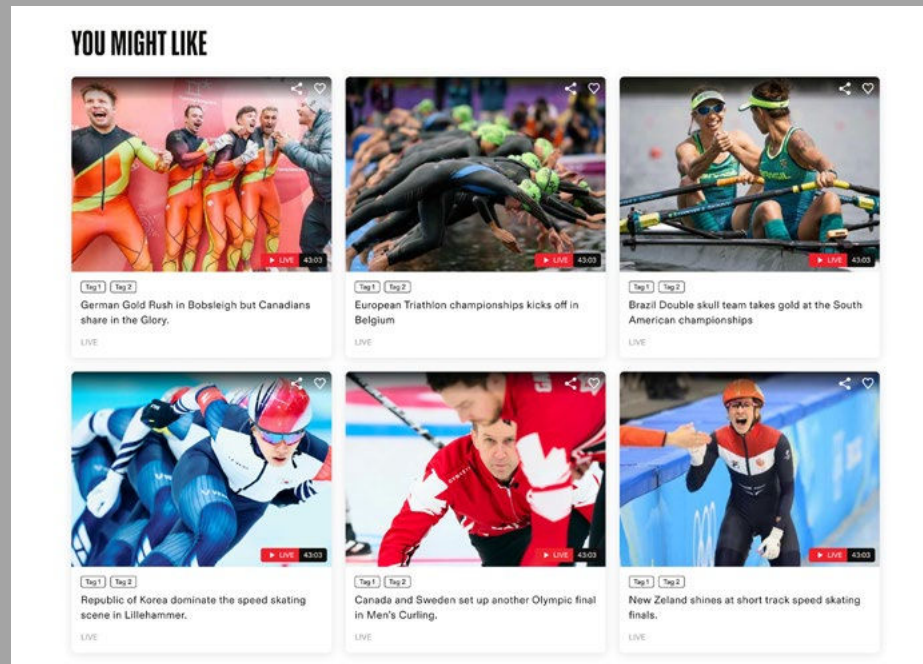 YOU MIGHT LIKE
LIVE 43:03
LIVE 43:03
BRASIL
LIVE 43:03
Tag 1 Tag 2
Tag 1 Tag 2
Tag 1 Tag 2
German Gold Rush in Bobsleigh but Canadians
share in the Glory.
European Triathlon championships kicks off in
Belgium
Brazil Double skull team takes gold at the South
American championships
LIVE
LIVE
LIVE
LIVE 43:03
LIVE 43:03
LIVE 43:03
Tag 1 Tag 2
Tag 1 Tag 2
Tag 1 Tag 2
Republic of Korea dominate the speed skating
scene in Lillehammer.
Canada and Sweden set up another Olympic final
in Men's Curling.
New Zeland shines at short track speed skating
finals.
LIVE
LIVE
LIVE